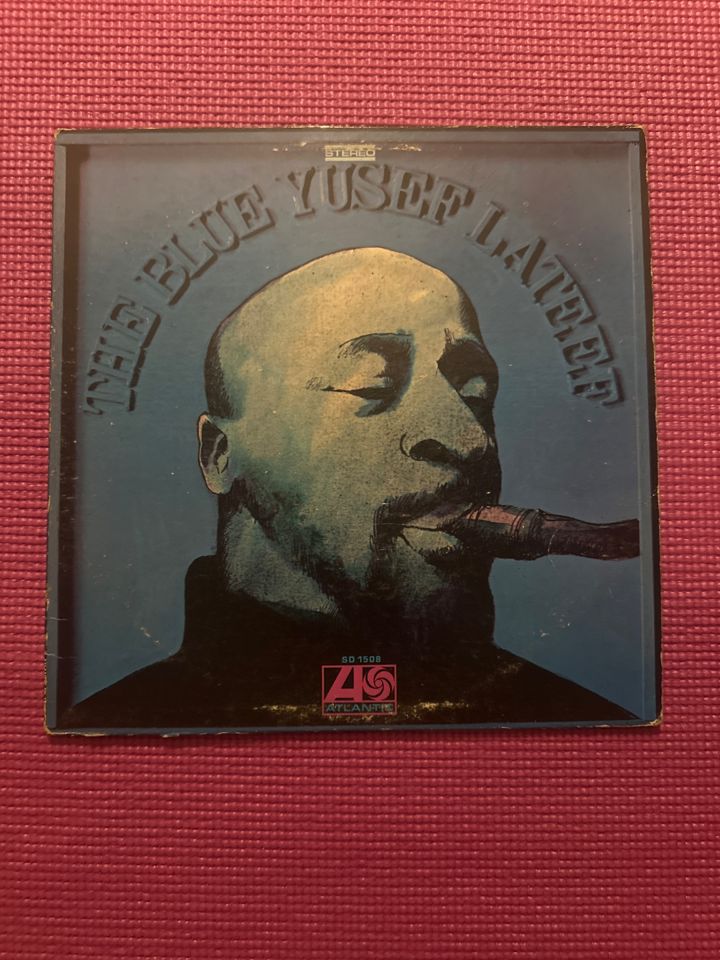 STEREO
THE BLUE YUSEF LATEEF
SD 1508
ATLANTIC